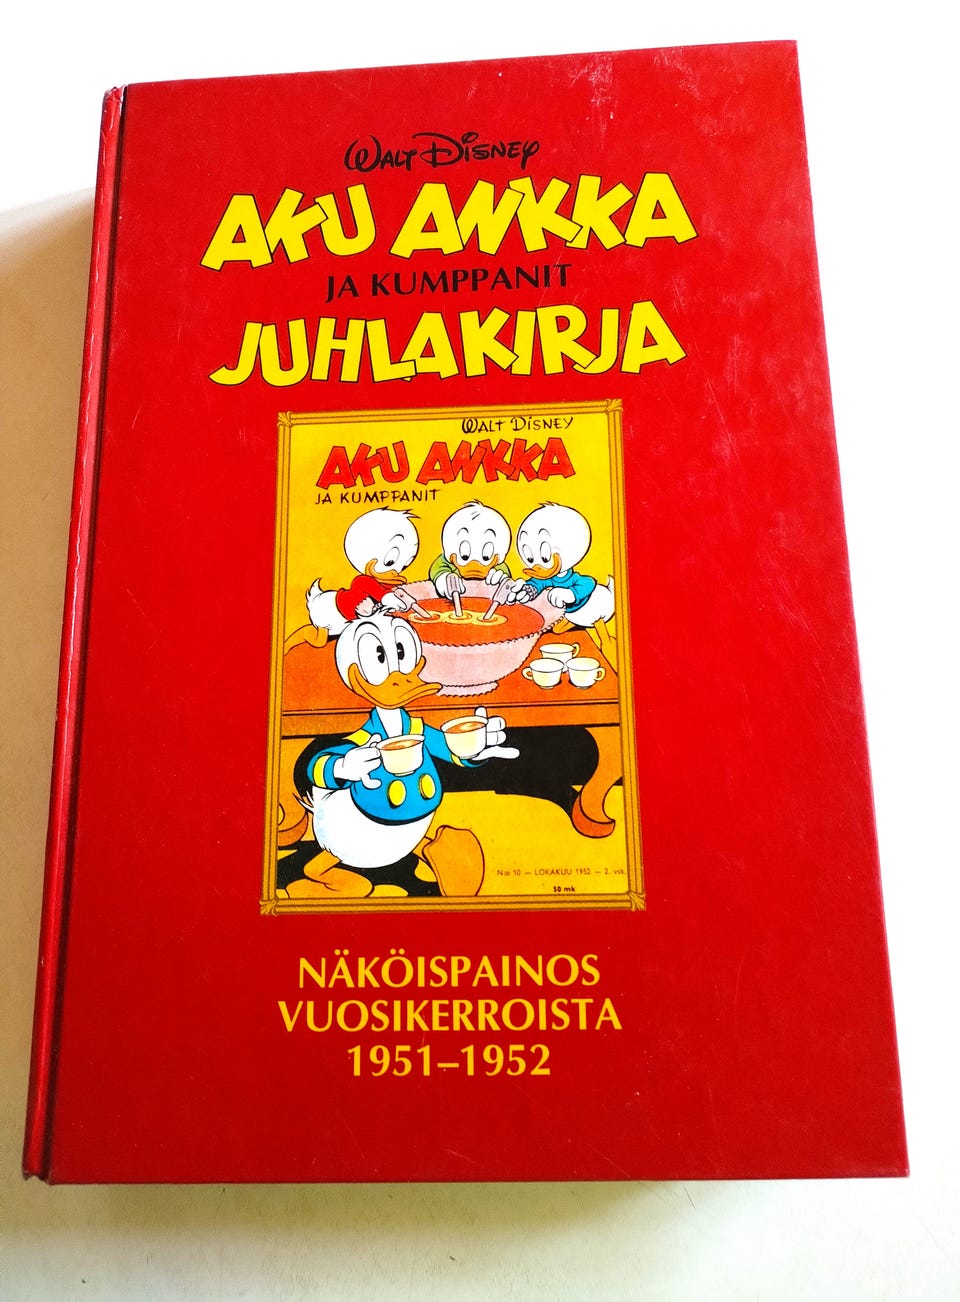 WALT DISNEY
AKU ANKKA
JA KUMPPANIT
JUHLAKIRJA
WALT DISNEY
AKU ANKKA
JA KUMPPANIT
N:o 10 — LOKAKUU 1952 — 2. vsk.
50 mk
NÄKÖISPAINOS
VUOSIKERROISTA
1951–1952